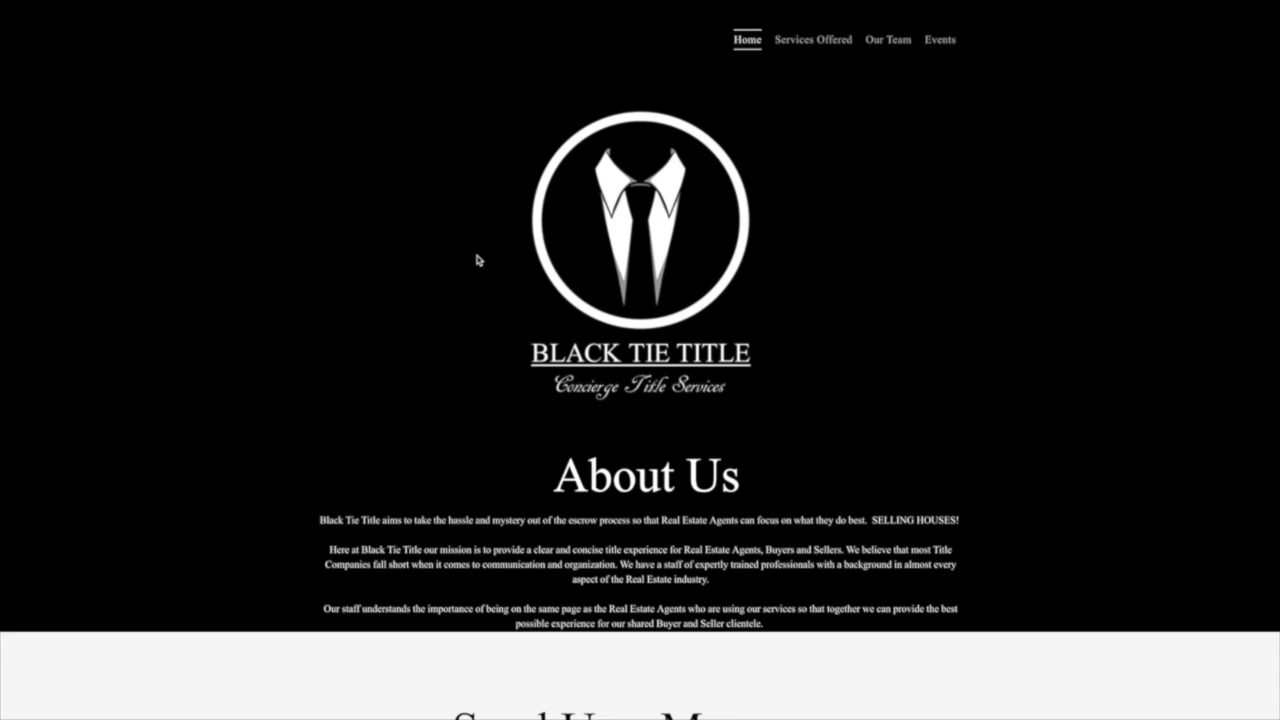 Home Services Offered Our Team Events
BLACK TIE TITLE
Concierge Title Services
About Us
Black Tie Title aims to take the hassle and mystery out of the escrow process so that Real Estate Agents can focus on what they do best.  SELLING HOUSES!
Here at Black Tie Title our mission is to provide a clear and concise title experience for Real Estate Agents, Buyers and Sellers. We believe that most Title
Companies fall short when it comes to communication and organization. We have a staff of expertly trained professionals with a background in almost every
aspect of the Real Estate industry.
Our staff understands the importance of being on the same page as the Real Estate Agents who are using our services so that together we can provide the best
possible experience for our shared Buyer and Seller clientele.